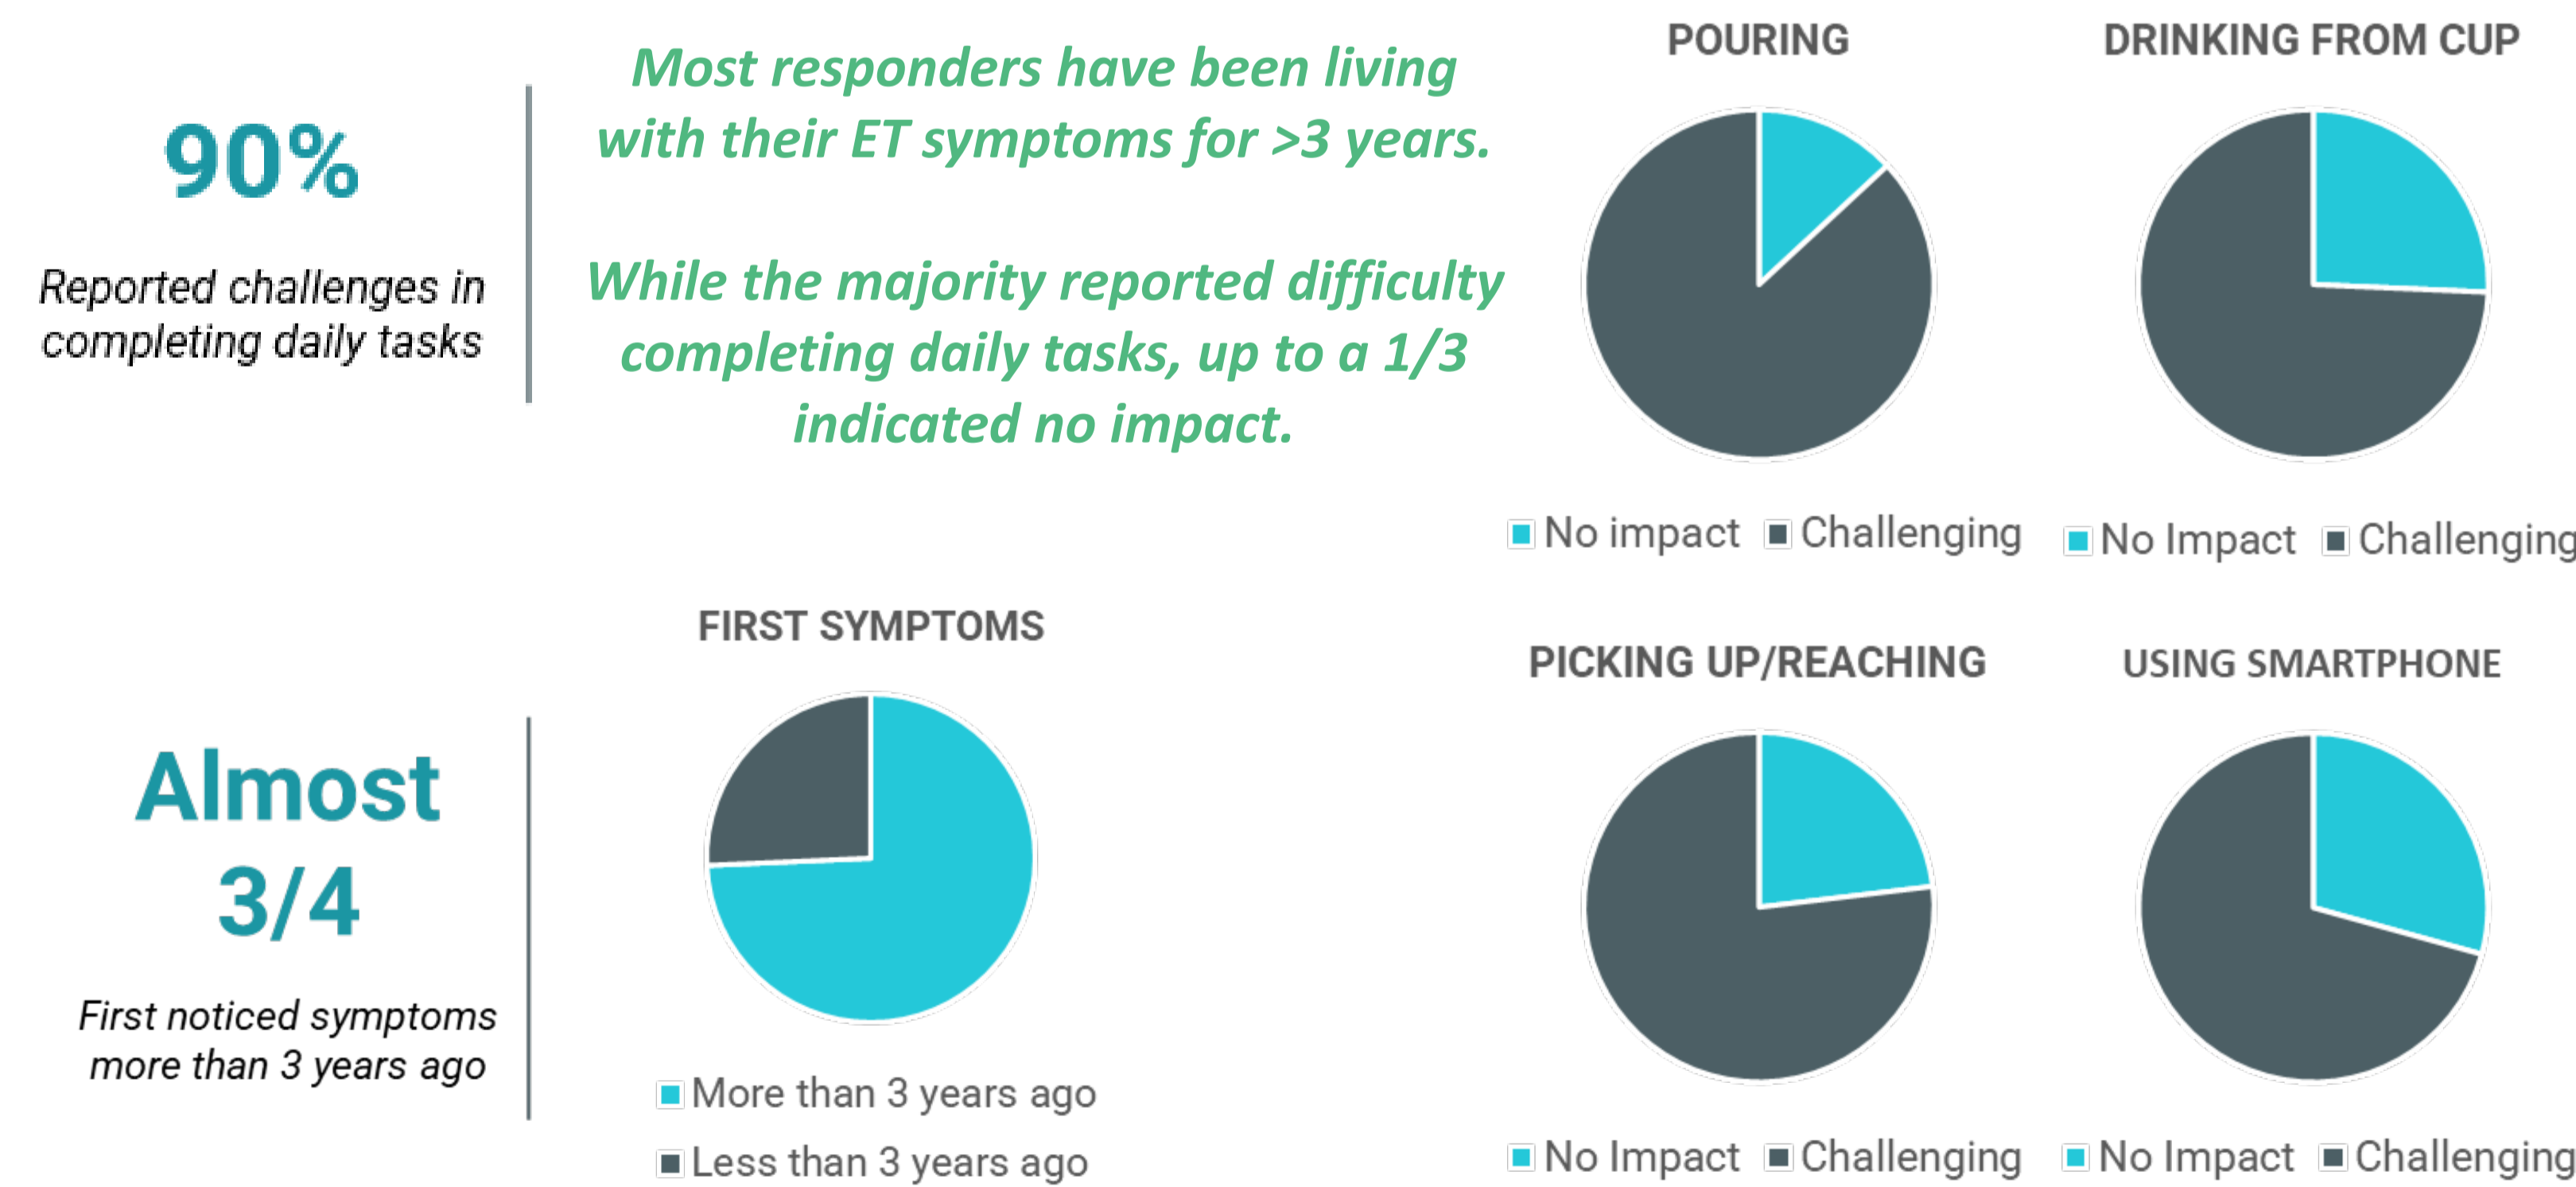 90%
Reported challenges in
completing daily tasks
Most responders have been living
with their ET symptoms for >3 years.
While the majority reported difficulty
completing daily tasks, up to a 1/3
indicated no impact.
POURING
No impact Challenging
DRINKING FROM CUP
No Impact Challenging
Almost
3/4
First noticed symptoms
more than 3 years ago
FIRST SYMPTOMS
More than 3 years ago
Less than 3 years ago
PICKING UP/REACHING
No Impact Challenging
USING SMARTPHONE
No Impact Challenging